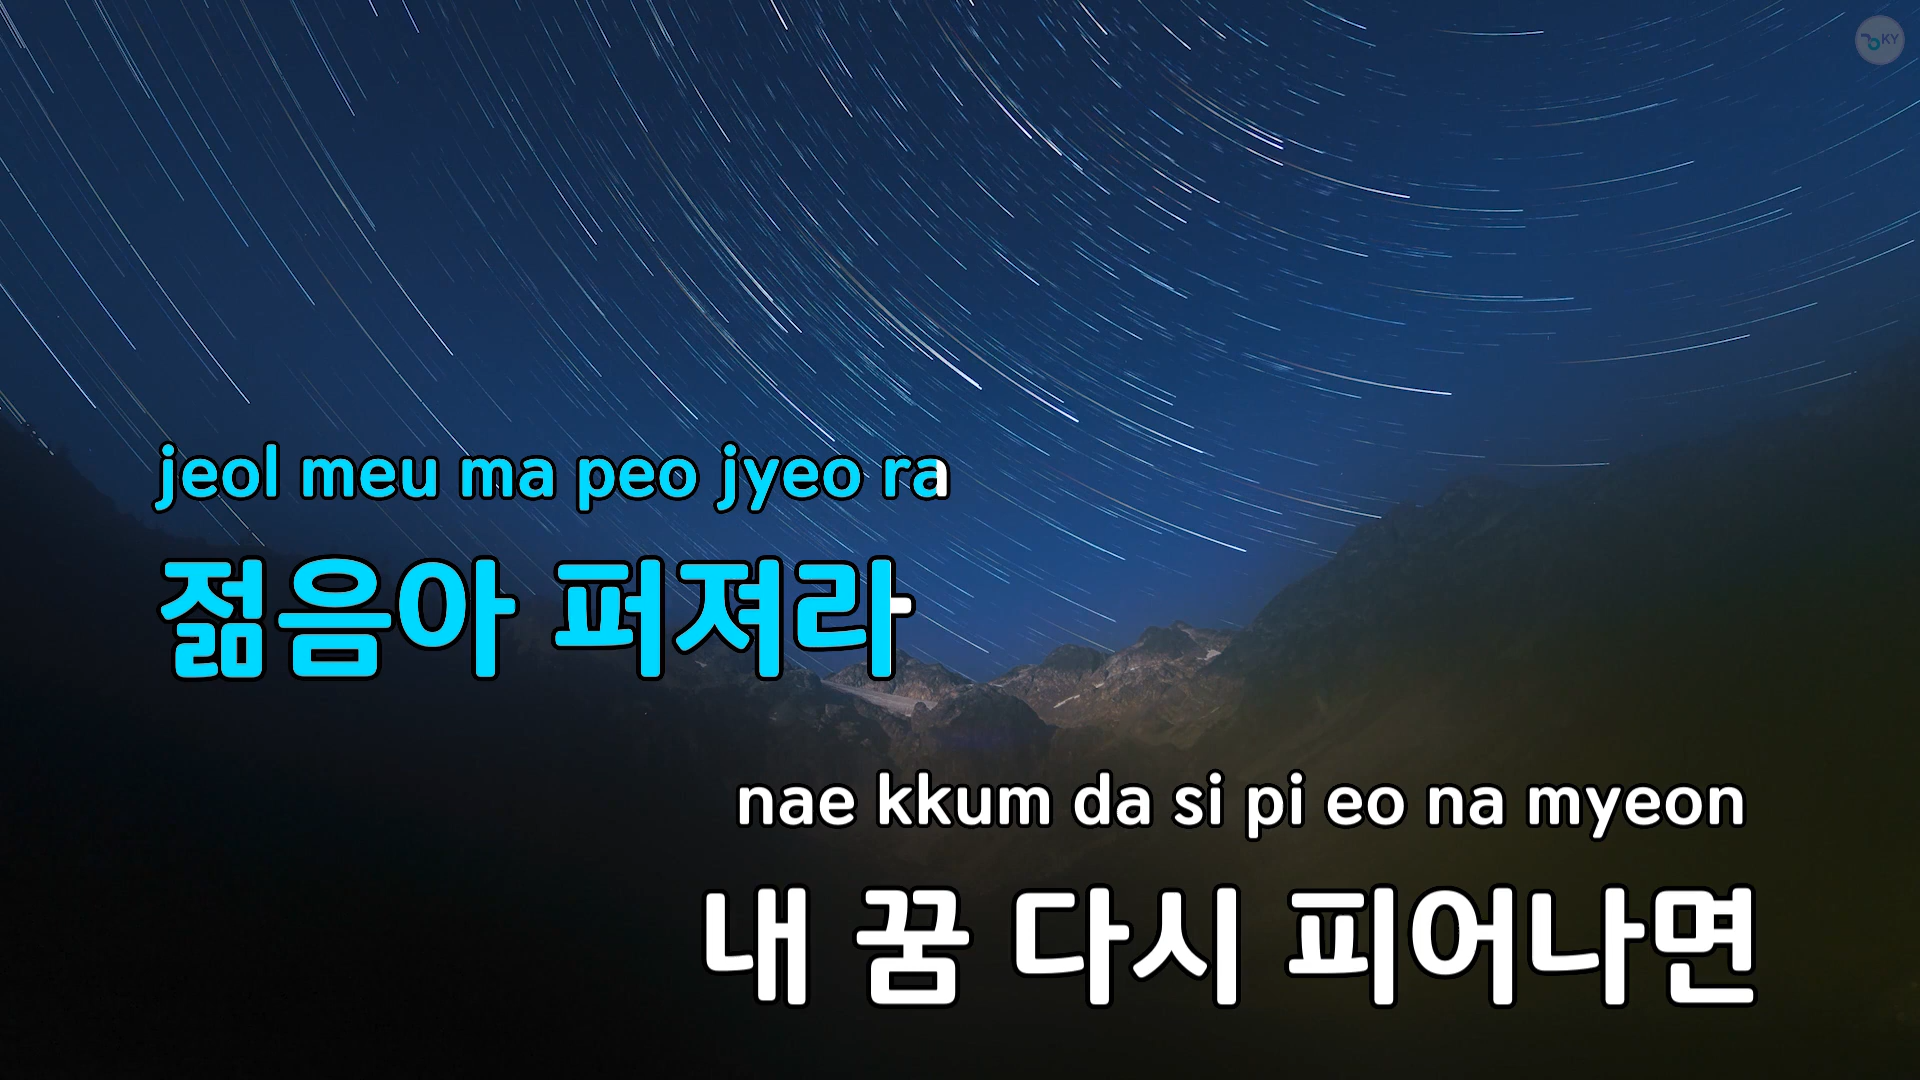 KY
jeol meu ma peo jyeo ra
젊음아 퍼져라
nae kkum da si pi eo na myeon
내 꿈 다시 피어나면